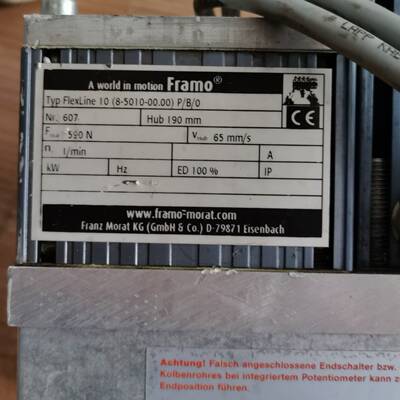 A world in motion Framo®
Typ FlexLine 10 (8-5010-00.00) P/B/0
Nr. 607 Hub 190 mm
590 N V 65 mm/s
n 1/min A
kW Hz ED 100 % IP
CE
www.framo-morat.com
Franz Morat KG (GmbH & Co.) D-79871 Eisenbach
Achtung! Falsch angeschlossene Endschalter bzw.
Kolbenrohres bei integriertem Potentiometer kann z
Endposition führen.